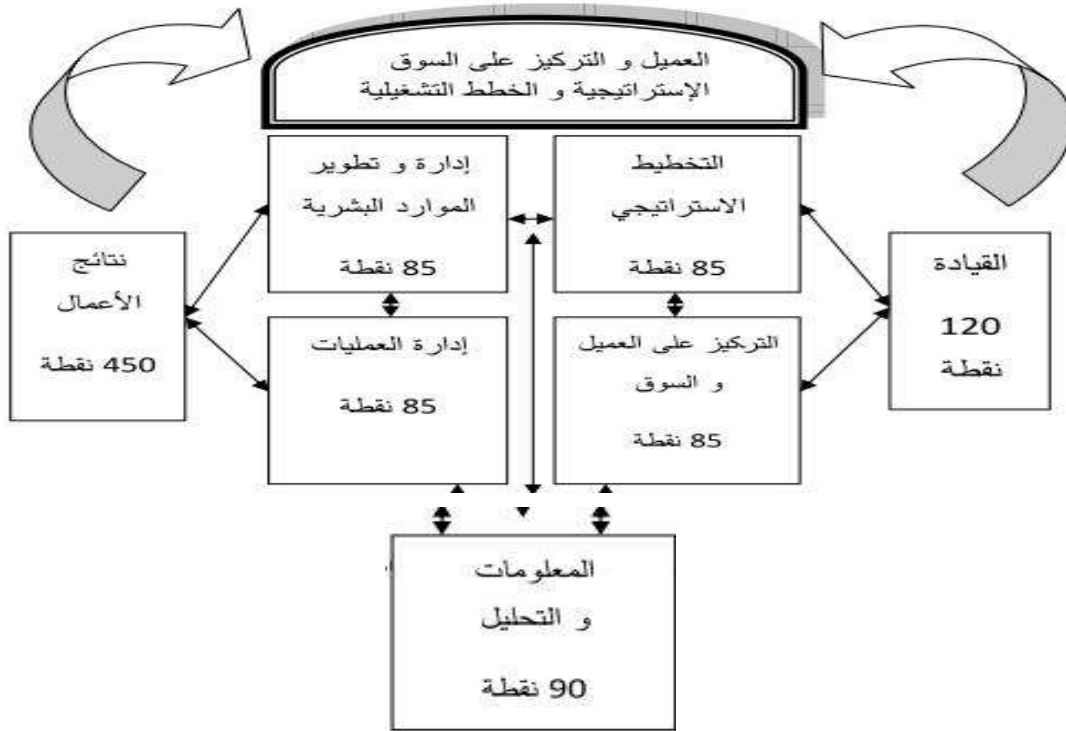 العميل و التركيز على السوق
الإستراتيجية و الخطط التشغيلية
القيادة
120
نقطة
التخطيط
الاستراتيجي
85 نقطة
إدارة و تطوير
الموارد البشرية
85 نقطة
نتائج
الأعمال
450 نقطة
التركيز على العميل
و السوق
85 نقطة
إدارة العمليات
85 نقطة
المعلومات
و التحليل
90 نقطة